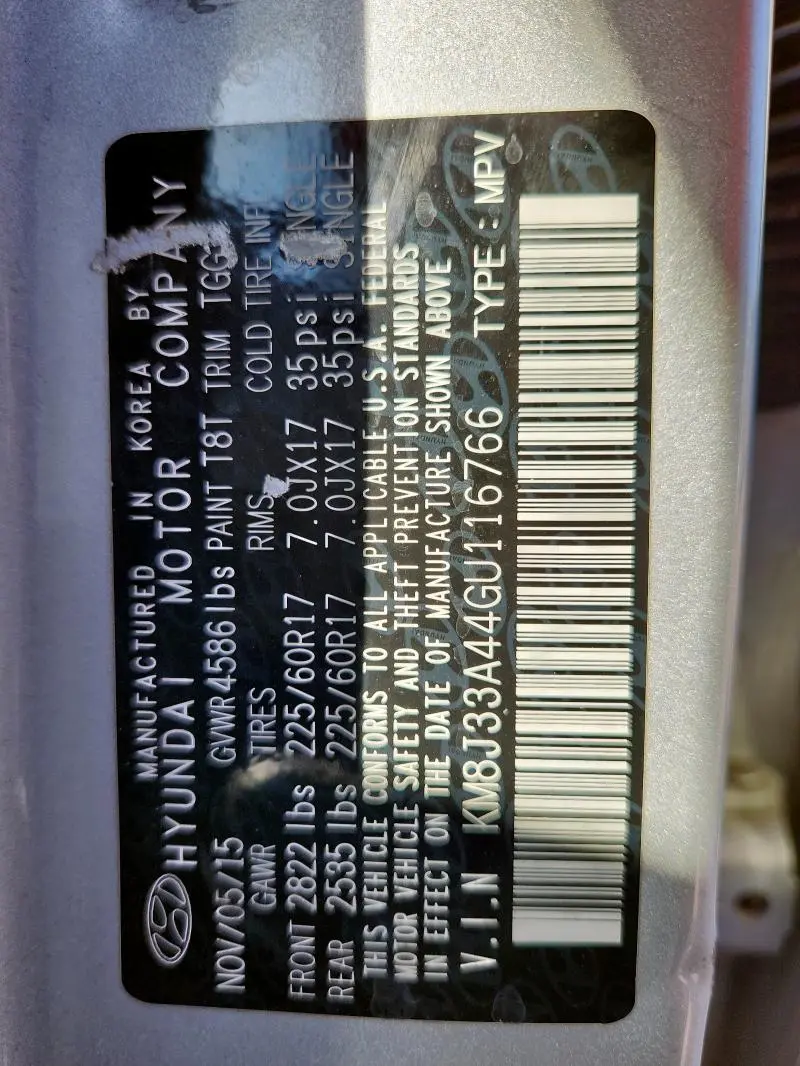 MANUFACTURED IN KOREA BY
HYUNDAI MOTOR COMPANY
NOV/05/15 GVWR 4586 lbs PAINT T8T TRIM
GAWR TIRES RIMS COLD TIRE INF
FRONT 2822 lbs 225/60R17 7.0JX17 35psi SINGLE
REAR 2535 lbs 225/60R17 7.0JX17 35psi SINGLE
THIS VEHICLE CONFORMS TO ALL APPLICABLE U.S.A. FEDERAL
MOTOR VEHICLE SAFETY AND THEFT PREVENTION STANDARDS
IN EFFECT ON THE DATE OF MANUFACTURE SHOWN ABOVE
V.I.N KM8J33A44GU116766 TYPE : MPV